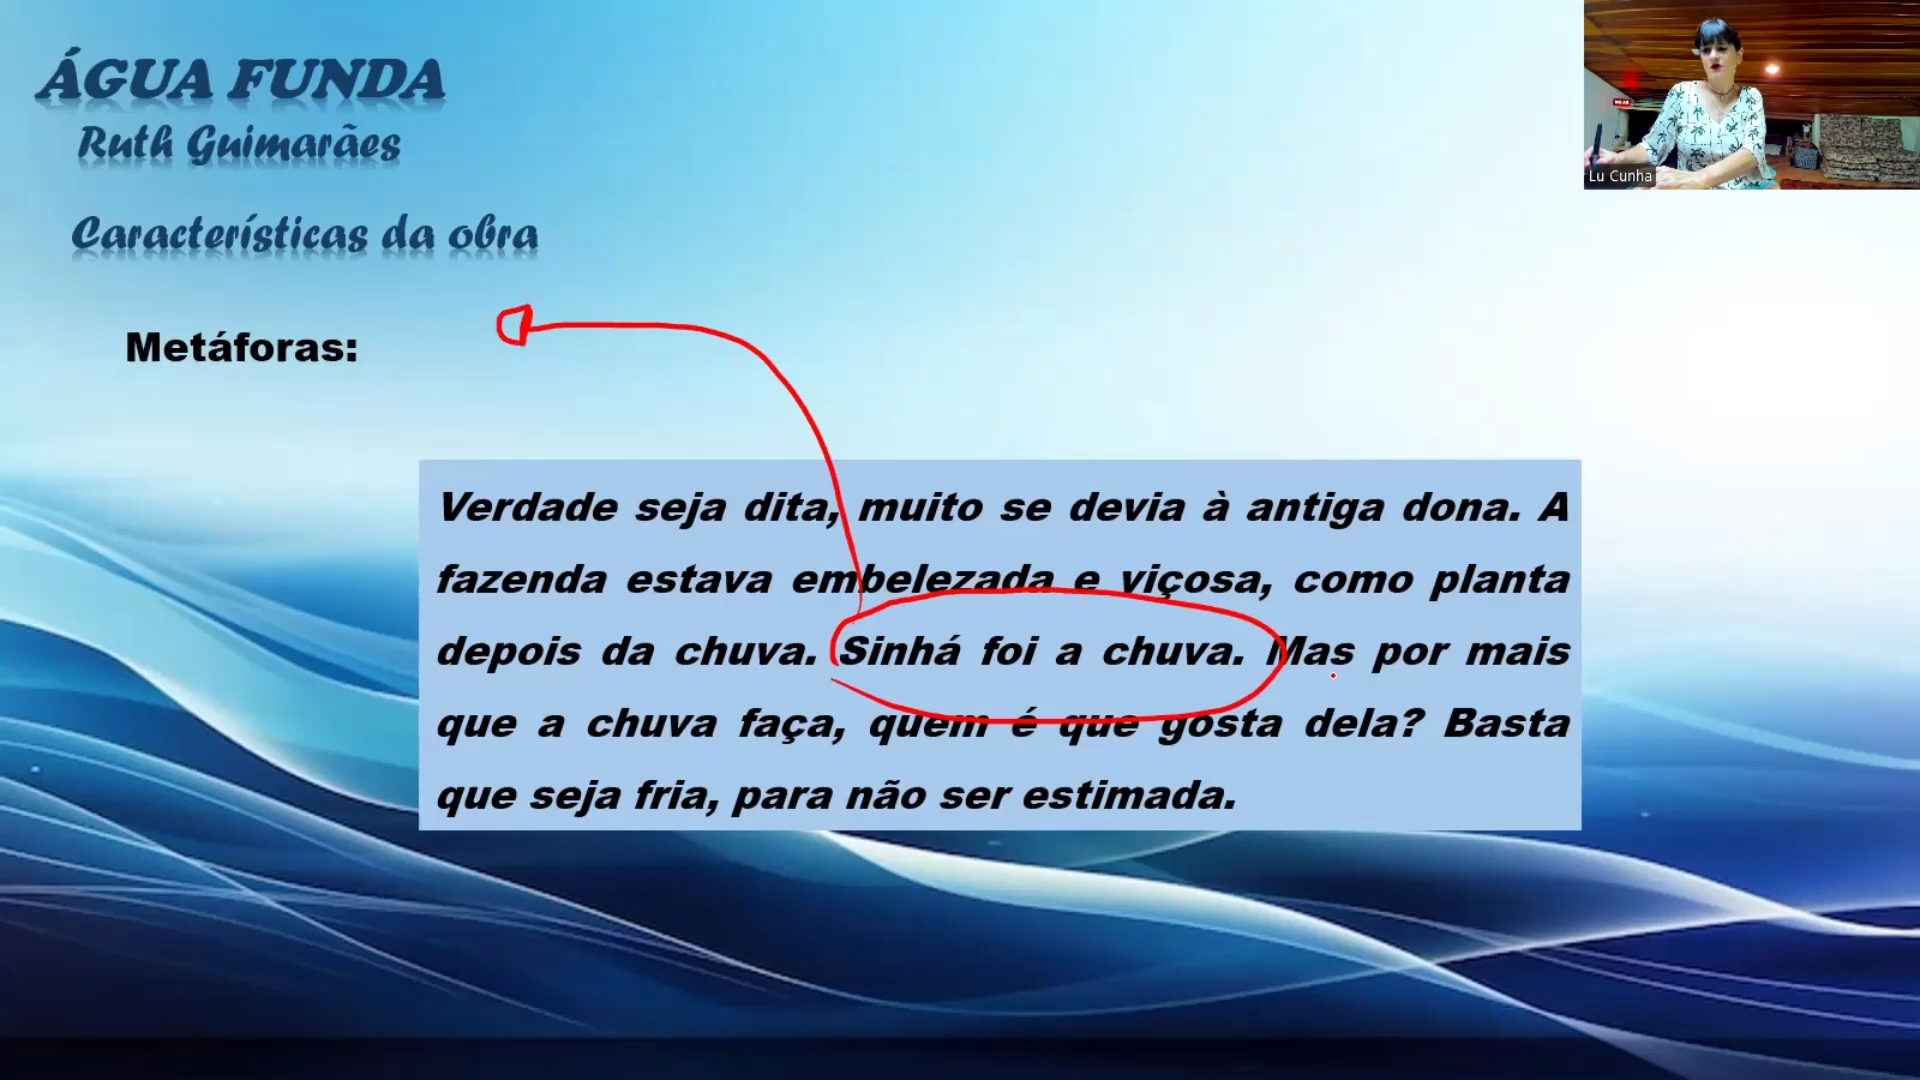 ÁGUA FUNDA
Ruth Guimarães
Características da obra
Metáforas:
Verdade seja dita, muito se devia à antiga dona. A
fazenda estava embelezada e viçosa, como planta
depois da chuva. Sinhá foi a chuva. Mas por mais
que a chuva faça, quem é que gosta dela? Basta
que seja fria, para não ser estimada.
Lu Cunha